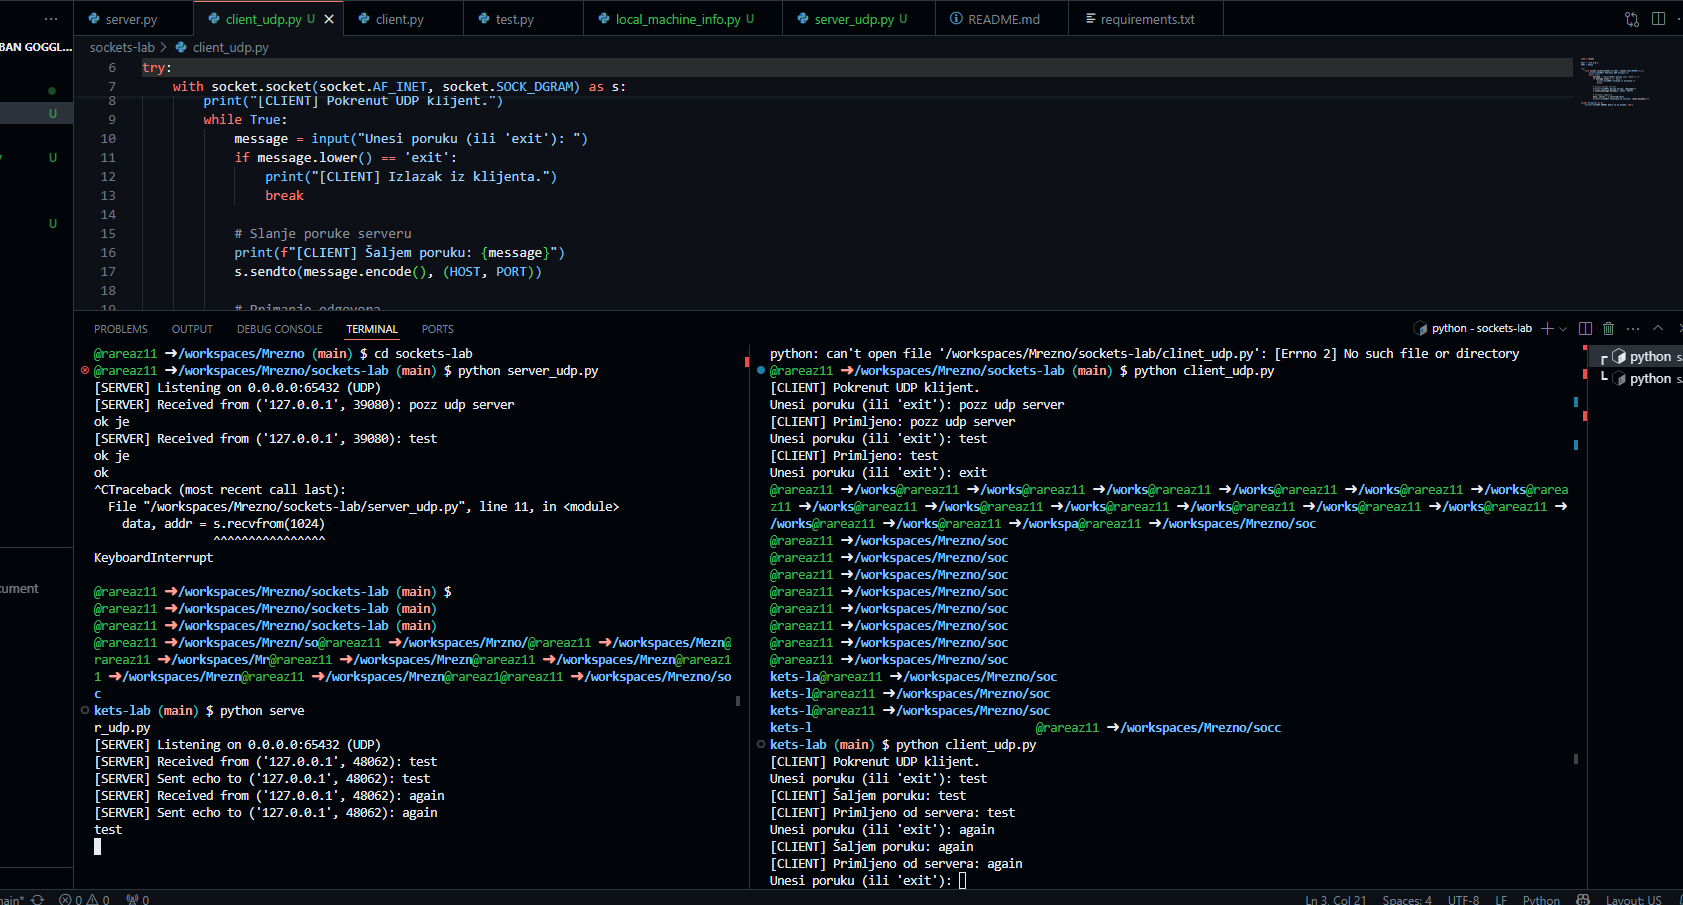 server.py
client_udp.py U
client.py
test.py
local_machine_info.py U
server_udp.py U
README.md
requirements.txt
BAN GOGGL...
U
U
U
sockets-lab > client_udp.py
6 try:
7 with socket.socket(socket.AF_INET, socket.SOCK_DGRAM) as s:
8 print("[CLIENT] Pokrenut UDP klijent.")
9 while True:
10 message = input("Unesi poruku (ili 'exit'): ")
11 if message.lower() == 'exit':
12 print("[CLIENT] Izlazak iz klijenta.")
13 break
14
15 # Slanje poruke serveru
16 print(f"[CLIENT] Šaljem poruku: {message}")
17 s.sendto(message.encode(), (HOST, PORT))
18
19 # Primanje odgovora
PROBLEMS OUTPUT DEBUG CONSOLE TERMINAL PORTS
python - sockets-lab
@rareaz11 ➜/workspaces/Mrezno (main) $ cd sockets-lab
@rareaz11 ➜/workspaces/Mrezno/sockets-lab (main) $ python server_udp.py
[SERVER] Listening on 0.0.0.0:65432 (UDP)
[SERVER] Received from ('127.0.0.1', 39080): pozz udp server
ok je
[SERVER] Received from ('127.0.0.1', 39080): test
ok je
ok
^CTraceback (most recent call last):
File "/workspaces/Mrezno/sockets-lab/server_udp.py", line 11, in <module>
data, addr = s.recvfrom(1024)
^^^^^^^^^^^^^^^^
KeyboardInterrupt
@rareaz11 ➜/workspaces/Mrezno/sockets-lab (main) $
@rareaz11 ➜/workspaces/Mrezno/sockets-lab (main)
@rareaz11 ➜/workspaces/Mrezno/sockets-lab (main)
@rareaz11 ➜/workspaces/Mrezn/so@rareaz11 ➜/workspaces/Mrzno/@rareaz11 ➜/workspaces/Mezn@
rareaz11 ➜/workspaces/Mr@rareaz11 ➜/workspaces/Mrezn@rareaz11 ➜/workspaces/Mrezn@rareaz1
1 ➜/workspaces/Mrezn@rareaz11 ➜/workspaces/Mrezn@rareaz1@rareaz11 ➜/workspaces/Mrezno/so
c
kets-lab (main) $ python serve
r_udp.py
[SERVER] Listening on 0.0.0.0:65432 (UDP)
[SERVER] Received from ('127.0.0.1', 48062): test
[SERVER] Sent echo to ('127.0.0.1', 48062): test
[SERVER] Received from ('127.0.0.1', 48062): again
[SERVER] Sent echo to ('127.0.0.1', 48062): again
test
python: can't open file '/workspaces/Mrezno/sockets-lab/clinet_udp.py': [Errno 2] No such file or directory
@rareaz11 ➜/workspaces/Mrezno/sockets-lab (main) $ python client_udp.py
[CLIENT] Pokrenut UDP klijent.
Unesi poruku (ili 'exit'): pozz udp server
[CLIENT] Primljeno: pozz udp server
Unesi poruku (ili 'exit'): test
[CLIENT] Primljeno: test
Unesi poruku (ili 'exit'): exit
@rareaz11 ➜/works@rareaz11 ➜/works@rareaz11 ➜/works@rareaz11 ➜/works@rareaz11 ➜/works@rareaz11 ➜/works@rarea
z11 ➜/works@rareaz11 ➜/works@rareaz11 ➜/works@rareaz11 ➜/works@rareaz11 ➜/works@rareaz11 ➜/works@rareaz11 ➜
/works@rareaz11 ➜/works@rareaz11 ➜/workspa@rareaz11 ➜/workspaces/Mrezno/soc
@rareaz11 ➜/workspaces/Mrezno/soc
@rareaz11 ➜/workspaces/Mrezno/soc
@rareaz11 ➜/workspaces/Mrezno/soc
@rareaz11 ➜/workspaces/Mrezno/soc
@rareaz11 ➜/workspaces/Mrezno/soc
@rareaz11 ➜/workspaces/Mrezno/soc
@rareaz11 ➜/workspaces/Mrezno/soc
@rareaz11 ➜/workspaces/Mrezno/soc
kets-la@rareaz11 ➜/workspaces/Mrezno/soc
kets-l@rareaz11 ➜/workspaces/Mrezno/soc
kets-l@rareaz11 ➜/workspaces/Mrezno/soc
kets-l @rareaz11 ➜/workspaces/Mrezno/socc
kets-lab (main) $ python client_udp.py
[CLIENT] Pokrenut UDP klijent.
Unesi poruku (ili 'exit'): test
[CLIENT] Šaljem poruku: test
[CLIENT] Primljeno od servera: test
Unesi poruku (ili 'exit'): again
[CLIENT] Šaljem poruku: again
[CLIENT] Primljeno od servera: again
Unesi poruku (ili 'exit'):
python s
python s
cument
main* 0 0 0
Ln 3, Col 21 Spaces: 4 UTF-8 LF Python Layout: US